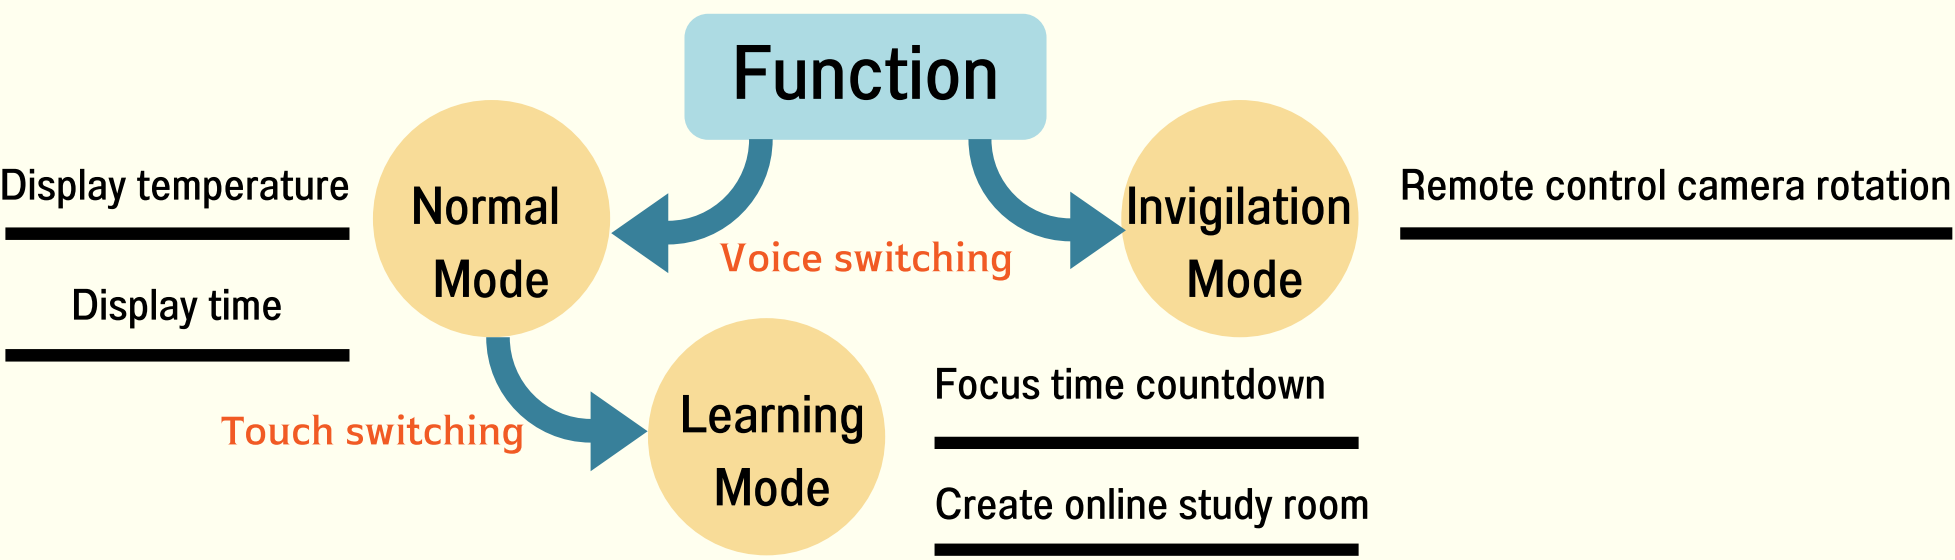 Function
Display temperature
Normal
Mode
Display time
Voice switching
Invigilation
Mode
Remote control camera rotation
Touch switching
Learning
Mode
Focus time countdown
Create online study room